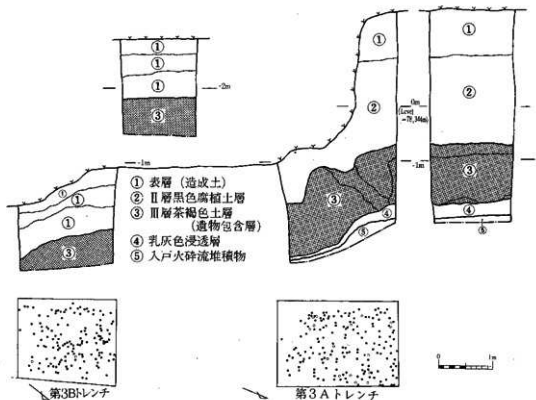 ①
①
①
③
-2m
①
②
③
④
⑤
0m
(Level
-1m
①
②
③
④
⑤
-1m
①
①
③
① 表層 (造成土)
② Ⅱ層黒色腐植土層
③ Ⅲ層茶褐色土層
(遺物包含層)
④ 乳灰色浸透層
⑤ 入戸火砕流堆積物
第3Bトレンチ
第3Aトレンチ
0
1m